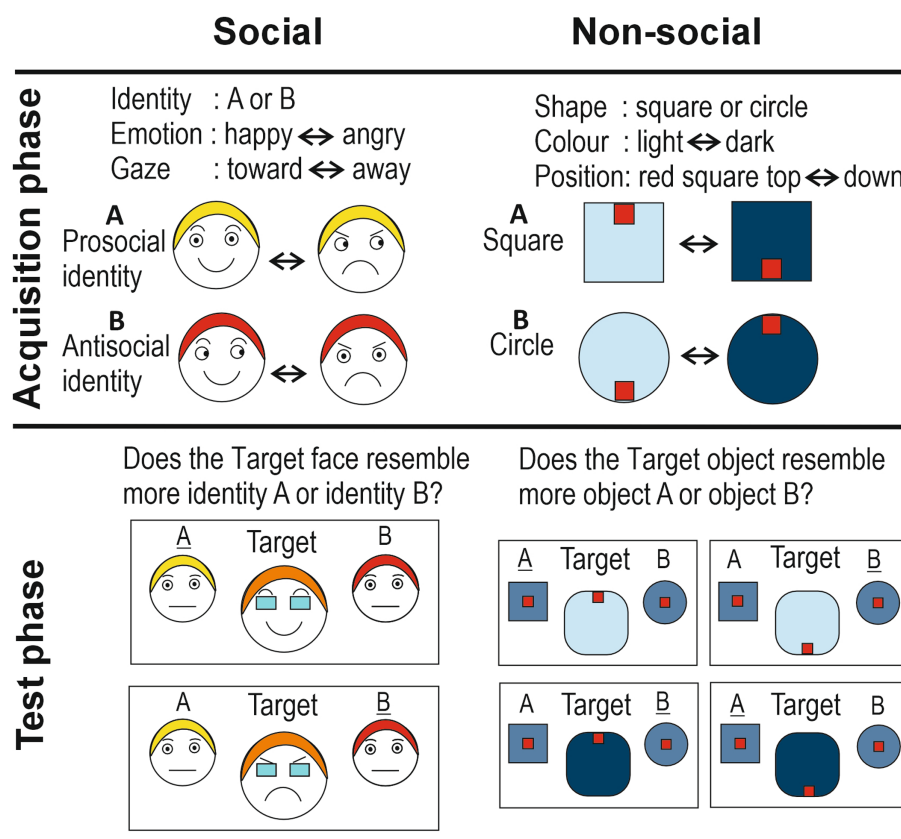 Social
Non-social
Acquisition phase
Identity : A or B
Emotion : happy ↔ angry
Gaze : toward ↔ away
Shape : square or circle
Colour : light ↔ dark
Position: red square top ↔ down
A
Prosocial
identity
A
Square
B
Antisocial
identity
B
Circle
Test phase
Does the Target face resemble
more identity A or identity B?
Does the Target object resemble
more object A or object B?
A Target B
A Target B
A Target B
A Target B
A Target B
A Target B